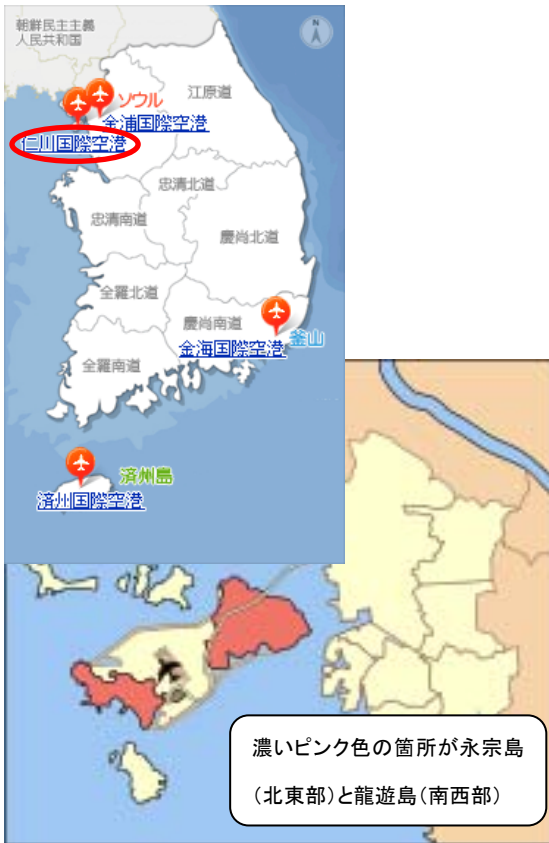 朝鮮民主主義
人民共和国
N
江原道
ソウル
金浦国際空港
仁川国際空港
忠清北道
忠清南道
慶尚北道
全羅北道
慶尚南道
釜山
金海国際空港
全羅南道
済州島
済州国際空港
濃いピンク色の箇所が永宗島
（北東部）と龍遊島（南西部）